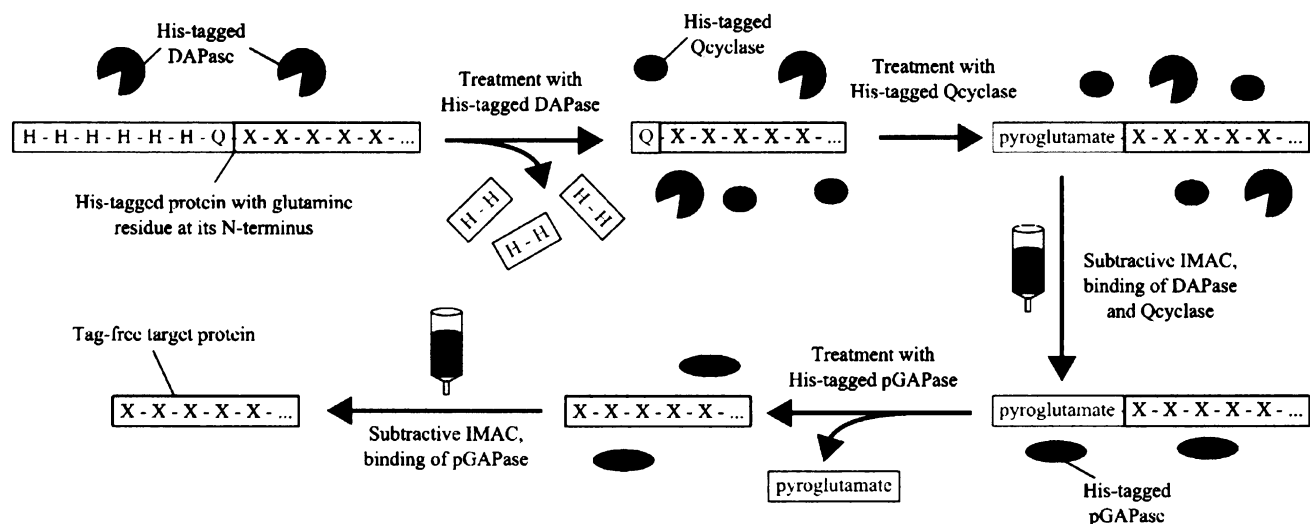 His-tagged
DAPasc
His-tagged
Qcyclase
Treatment with
His-tagged DAPase
Treatment with
His-tagged Qcyclase
H - H - H - H - H - H - Q - X - X - X - X - X - ...
Q - X - X - X - X - X - ...
pyroglutamate - X - X - X - X - X - ...
His-tagged protein with glutamine
residue at its N-terminus
H - H
H - H
H - H
Subtractive IMAC,
binding of DAPase
and Qcyclase
Tag-free target protein
Treatment with
His-tagged pGAPase
X - X - X - X - X - ...
X - X - X - X - X - ...
pyroglutamate - X - X - X - X - X - ...
Subtractive IMAC,
binding of pGAPase
pyroglutamate
His-tagged
pGAPasc